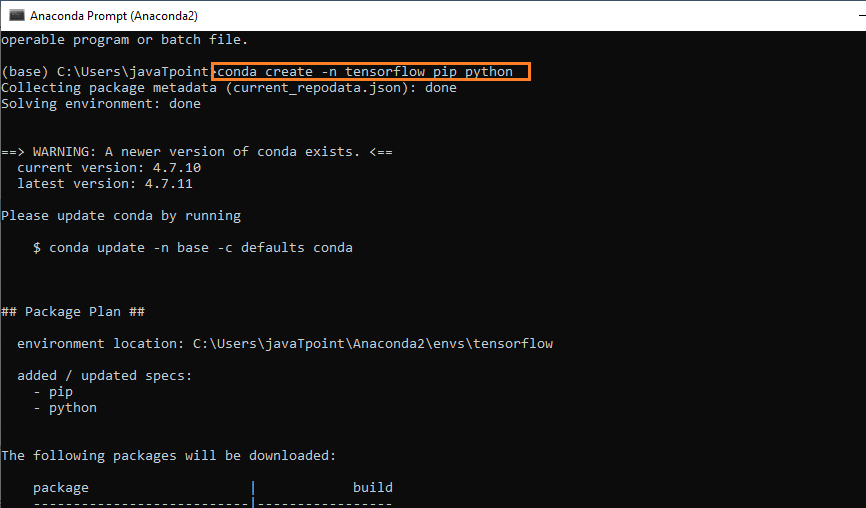 Anaconda Prompt (Anaconda2)
operable program or batch file.
(base) C:\Users\javaTpoint>conda create -n tensorflow pip python
Collecting package metadata (current_repodata.json): done
Solving environment: done
==> WARNING: A newer version of conda exists. <==
  current version: 4.7.10
  latest version: 4.7.11
Please update conda by running
    $ conda update -n base -c defaults conda
## Package Plan ##
  environment location: C:\Users\javaTpoint\Anaconda2\envs\tensorflow
  added / updated specs:
    - pip
    - python
The following packages will be downloaded:
    package                    |            build
    ---------------------------|-----------------